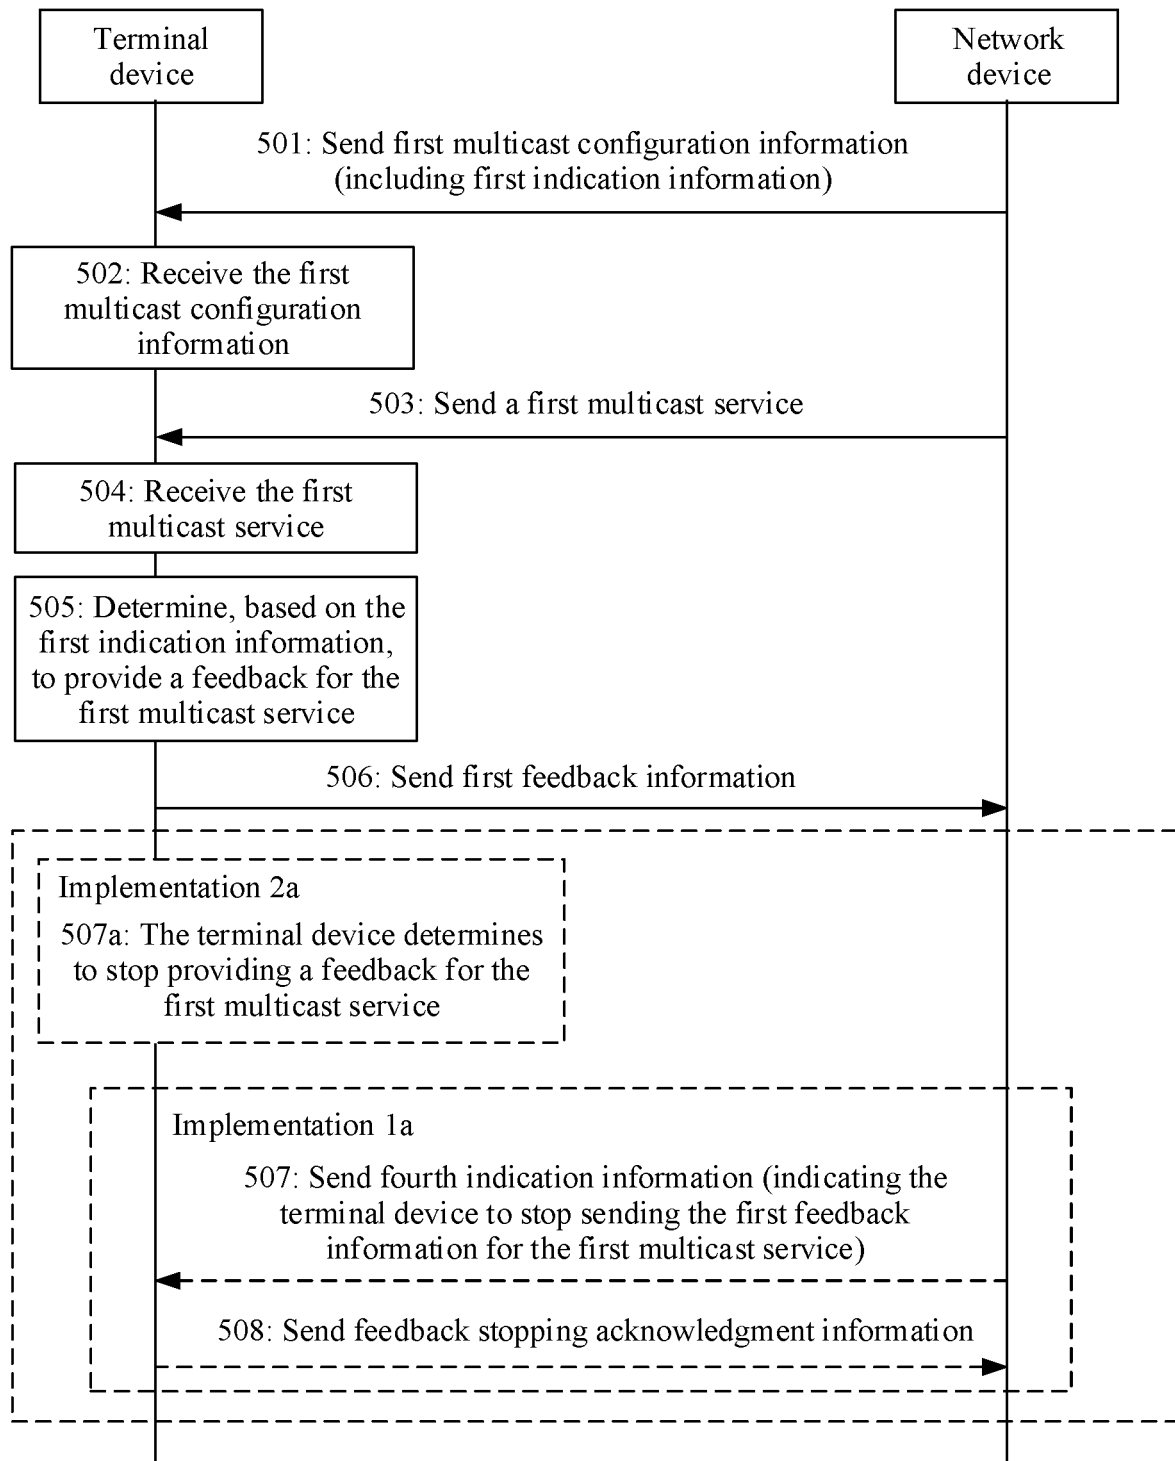 Terminal
device
Network
device
501: Send first multicast configuration information
(including first indication information)
502: Receive the first
multicast configuration
information
503: Send a first multicast service
504: Receive the first
multicast service
505: Determine, based on the
first indication information,
to provide a feedback for the
first multicast service
506: Send first feedback information
Implementation 2a
507a: The terminal device determines
to stop providing a feedback for the
first multicast service
Implementation 1a
507: Send fourth indication information (indicating the
terminal device to stop sending the first feedback
information for the first multicast service)
508: Send feedback stopping acknowledgment information